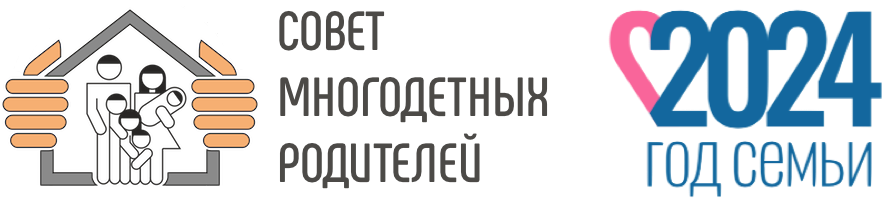 СОВЕТ
МНОГОДЕТНЫХ
РОДИТЕЛЕЙ
2024
ГОД СЕМЬИ